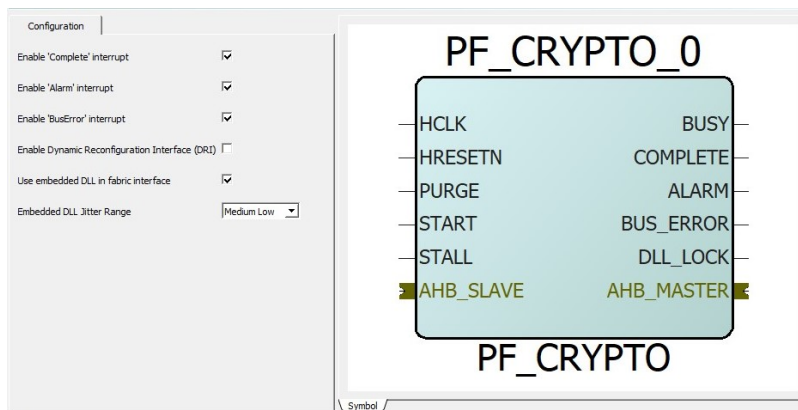 Configuration
Enable 'Complete' interrupt
Enable 'Alarm' interrupt
Enable 'BusError' interrupt
Enable Dynamic Reconfiguration Interface (DRI)
Use embedded DLL in fabric interface
Embedded DLL Jitter Range
Medium Low
PF_CRYPTO_0
HCLK
BUSY
HRESETN
COMPLETE
PURGE
ALARM
START
BUS_ERROR
STALL
DLL_LOCK
AHB_SLAVE
AHB_MASTER
PF_CRYPTO
Symbol